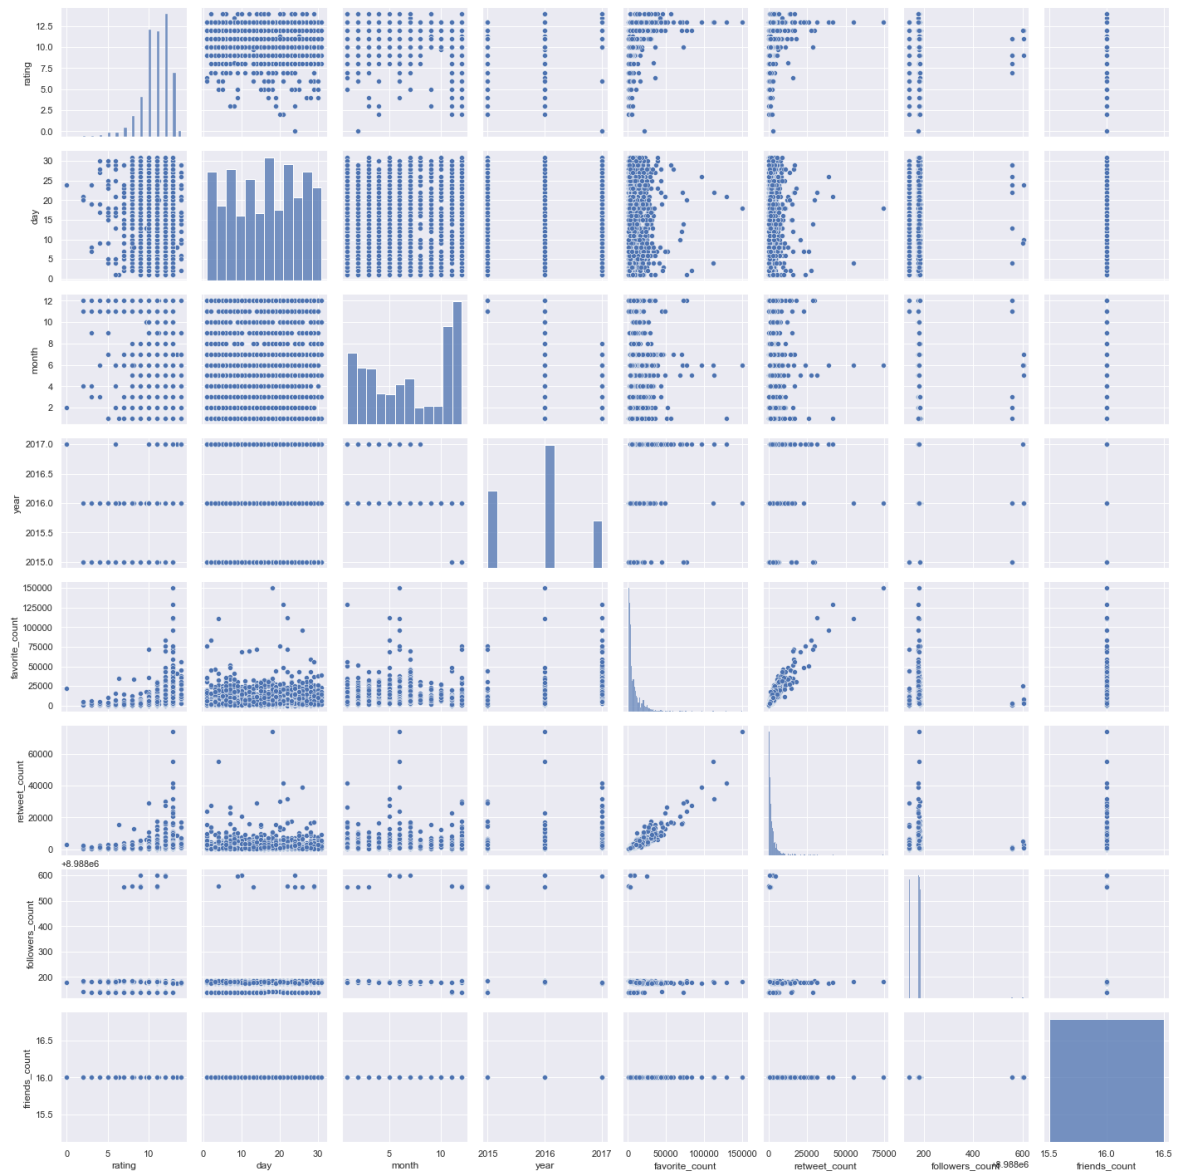 12.5
10.0
7.5
5.0
2.5
0.0
rating
30
25
20
15
10
5
0
day
12
10
8
6
4
2
month
2017.0
2016.5
2016.0
2015.5
2015.0
year
150000
125000
100000
75000
50000
25000
0
favorite_count
60000
40000
20000
0
retweet_count
+8.988e6
600
500
400
300
200
followers_count
16.5
16.0
15.5
friends_count
0 10
rating
0 10 20 30
day
5 10
month
2015 2016 2017
year
0 50000 100000 150000
favorite_count
0 25000 50000 75000
retweet_count
200 400 600
+8.988e6
followers_count
15.5 16.0 16.5
friends_count